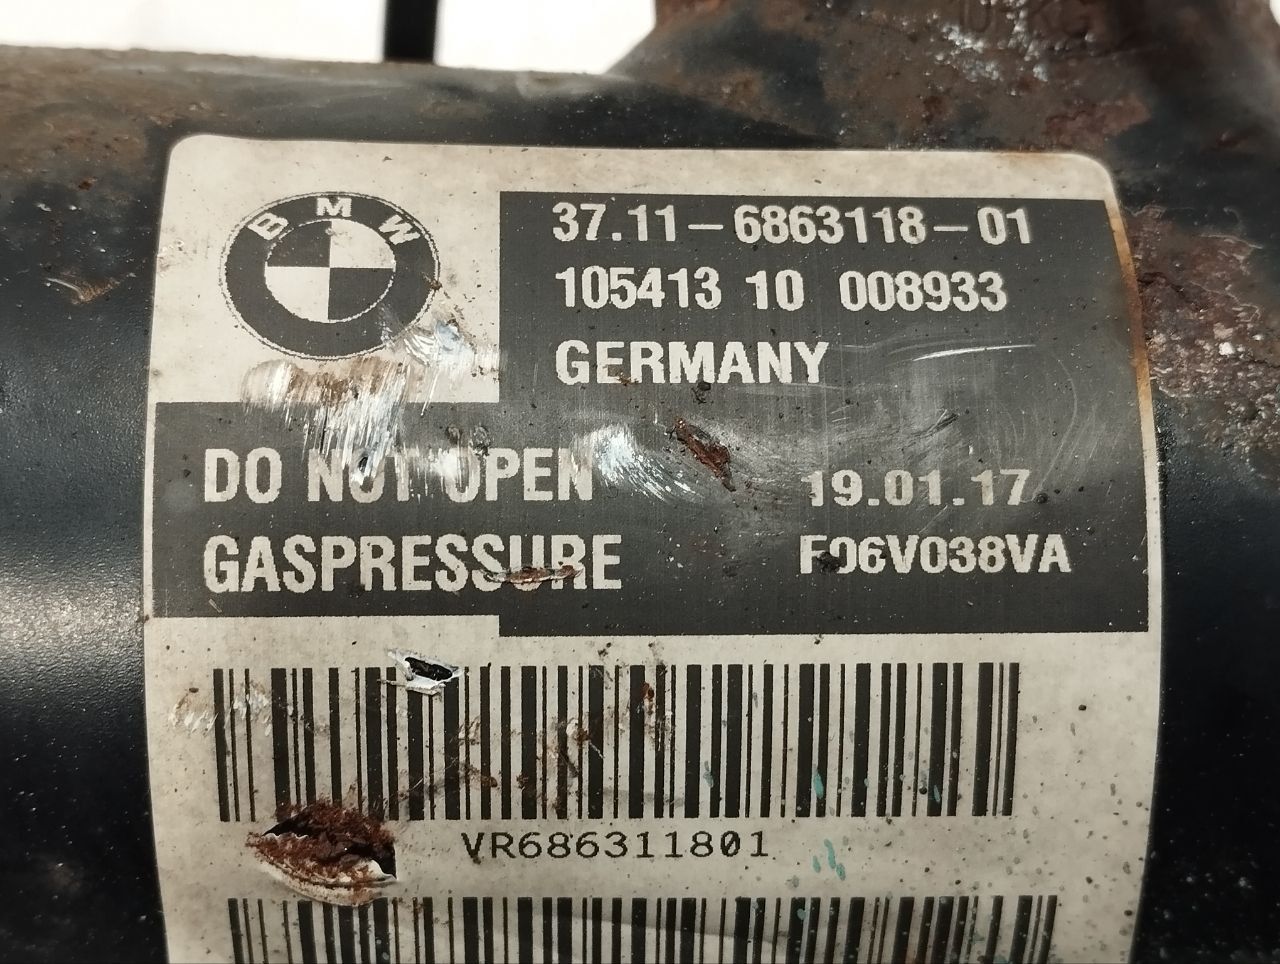 BMW
37.11-6863118-01
105413 10 008933
GERMANY
DO NOT OPEN
19.01.17
GASPRESSURE
F06V038VA
VR686311801